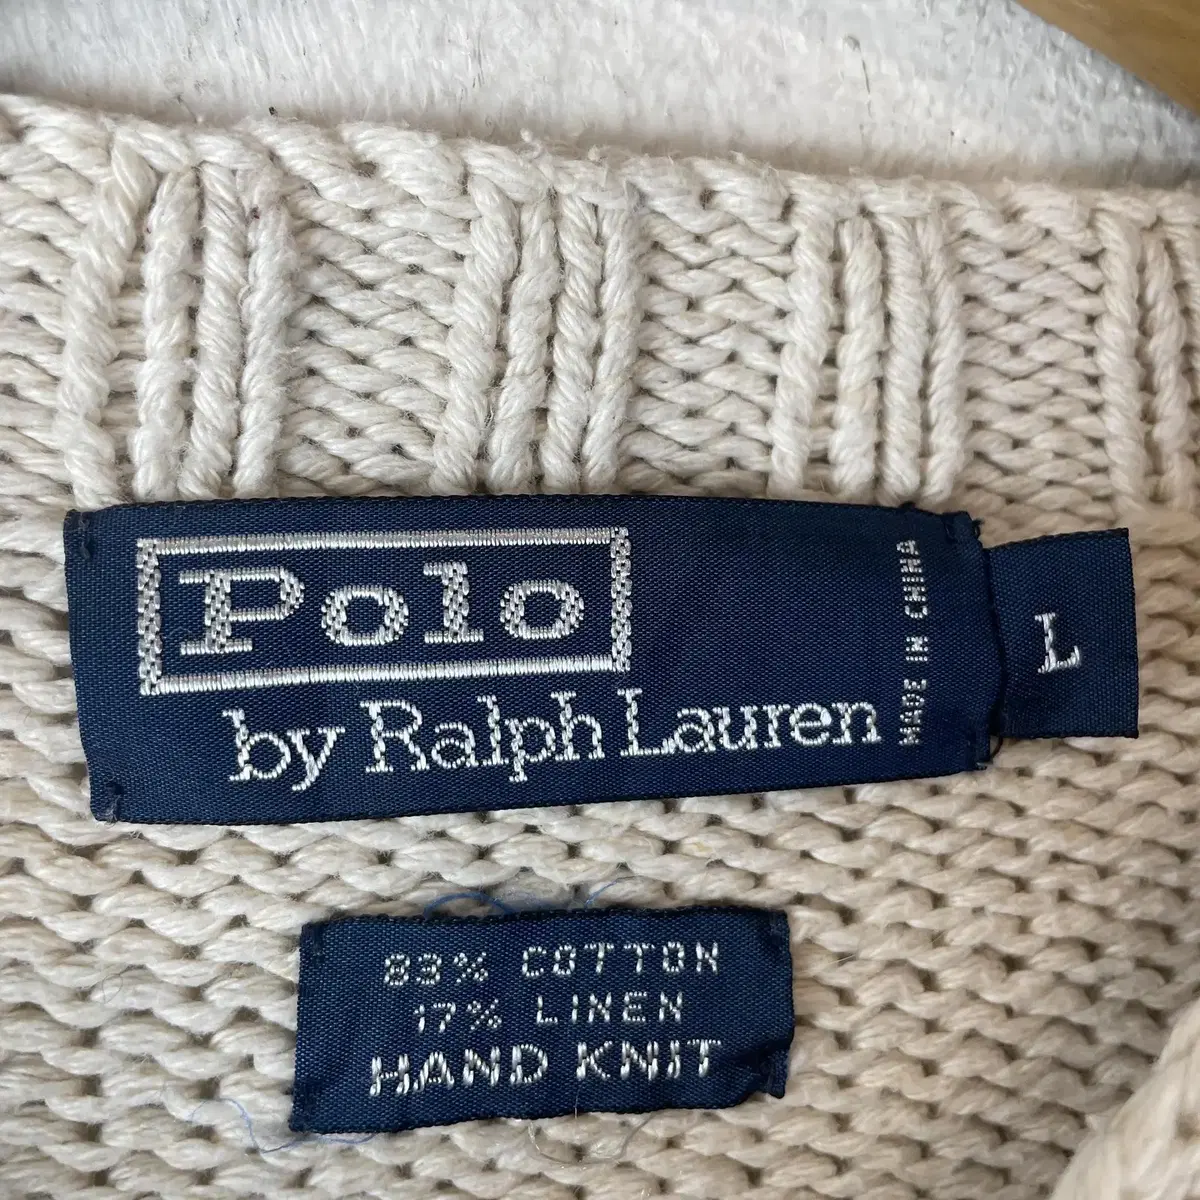 Polo
by Ralph Lauren
MADE IN CHINA
L
83% COTTON
17% LINEN
HAND KNIT